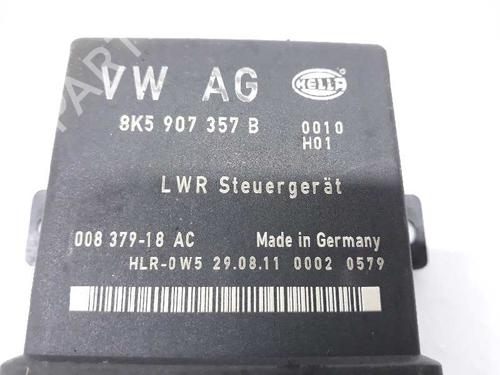 VW AG HELLA
8K5 907 357 B 0010
H01
LWR Steuergerät
008 379-18 AC Made in Germany
HLR-0W5 29.08.11 0002 0579